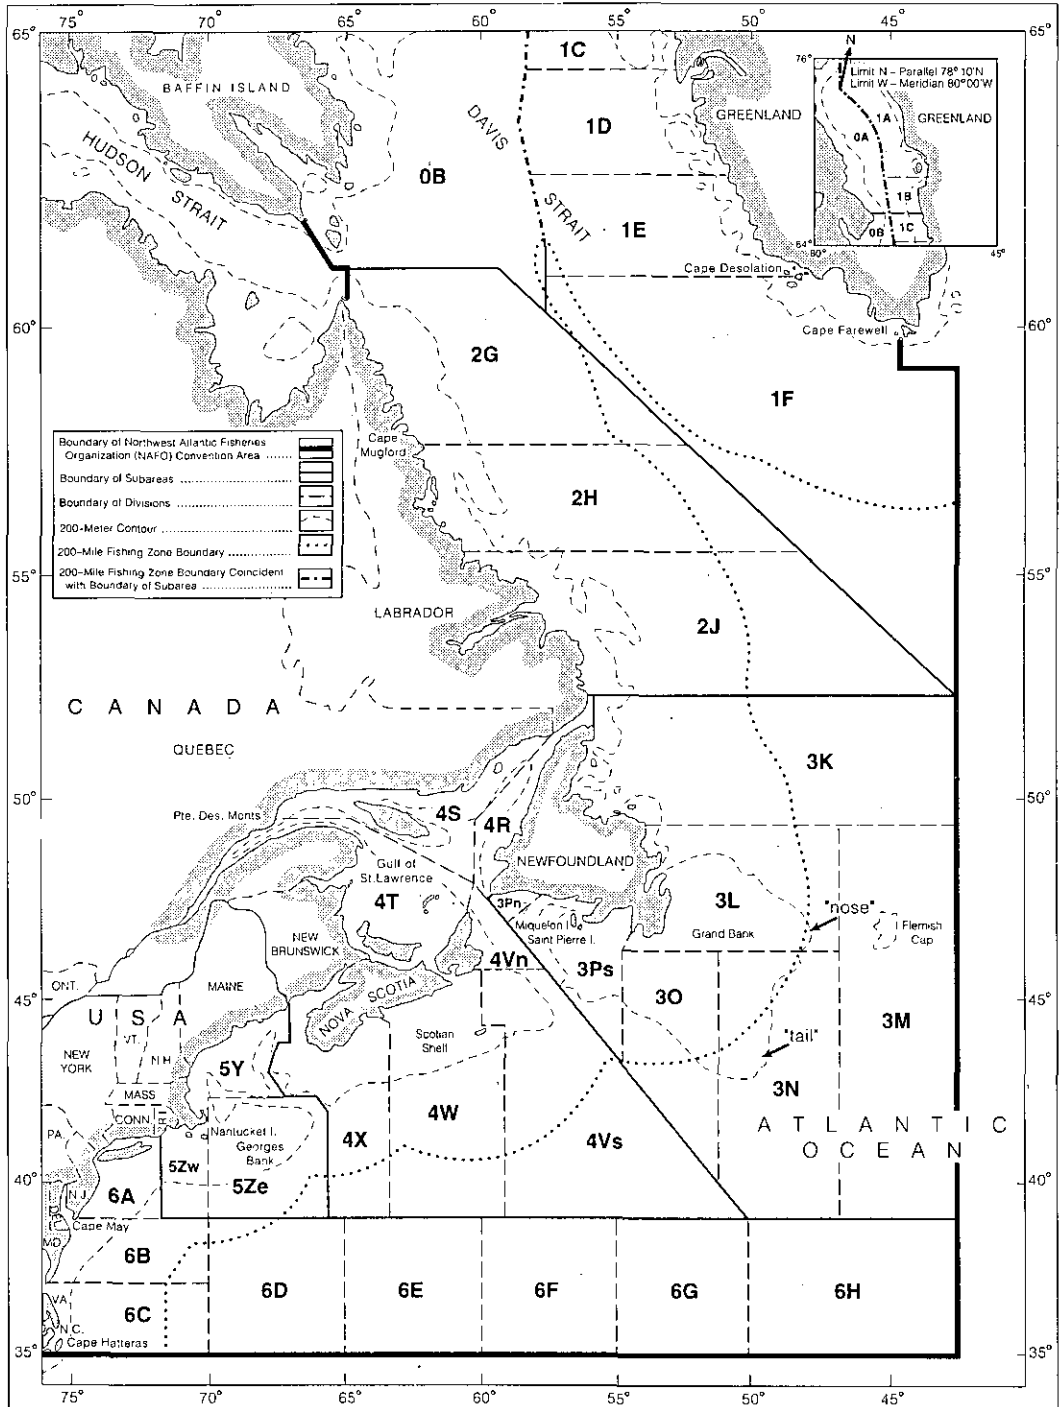 75° 70° 65° 60° 55° 50° 45°
65° 65°
1C
N
76°
Limit N – Parallel 78° 10'N
Limit W – Meridian 80°00'W
BAFFIN ISLAND
DAVIS
STRAIT
GREENLAND
1A
GREENLAND
0A
1D
HUDSON
STRAIT
0B
1B
1E
0B
1C
64°
80°
45°
Cape Desolation
Cape Farewell
60° 60°
2G
1F
Boundary of Northwest Atlantic Fisheries
Organization (NAFO) Convention Area
Boundary of Subareas
Boundary of Divisions
200-Meter Contour
200-Mile Fishing Zone Boundary
200-Mile Fishing Zone Boundary Coincident
with Boundary of Subarea
Cape
Mugford
2H
55° 55°
LABRADOR
2J
CANADA
QUEBEC
3K
50° 50°
Pte. Des. Monts
4S
4R
NEWFOUNDLAND
Gulf of
St. Lawrence
4T
3Pn
3L
"nose"
Grand Bank
Flemish
Cap
Miquelon I
Saint Pierre I.
NEW
BRUNSWICK
4Vn
3Ps
ONT.
MAINE
NOVA SCOTIA
3O
45° 45°
USA
3M
VT.
N.H.
NEW
YORK
Scotian
Shelf
"tail"
5Y
3N
MASS
CONN.
R.I.
4W
4X
4Vs
ATLANTIC
OCEAN
PA.
Nantucket I.
Georges
Bank
5Zw
5Ze
40° 40°
N.J.
6A
Cape May
MD.
6B
6D
6E
6F
6G
6H
VA.
6C
N.C.
Cape Hatteras
35° 35°
75° 70° 65° 60° 55° 50° 45°